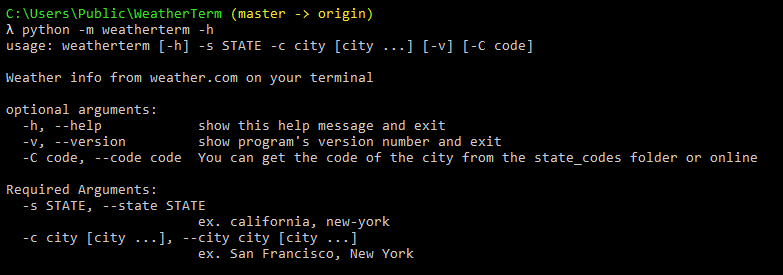 C:\Users\Public\WeatherTerm (master -> origin)
λ python -m weatherterm -h
usage: weatherterm [-h] -s STATE -c city [city ...] [-v] [-C code]
Weather info from weather.com on your terminal
optional arguments:
-h, --help show this help message and exit
-v, --version show program's version number and exit
-C code, --code code You can get the code of the city from the state_codes folder or online
Required Arguments:
-s STATE, --state STATE
ex. california, new-york
-c city [city ...], --city city [city ...]
ex. San Francisco, New York